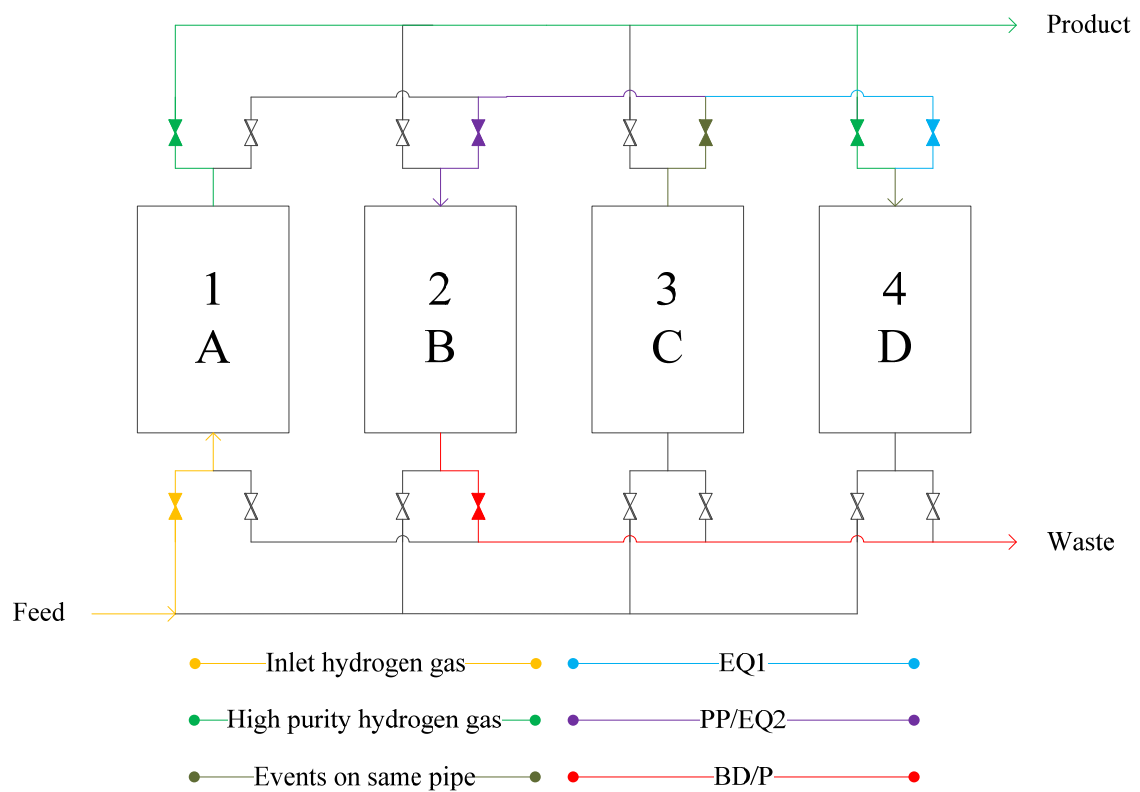 Product
1
A
2
B
3
C
4
D
Waste
Feed
Inlet hydrogen gas
EQ1
High purity hydrogen gas
PP/EQ2
Events on same pipe
BD/P